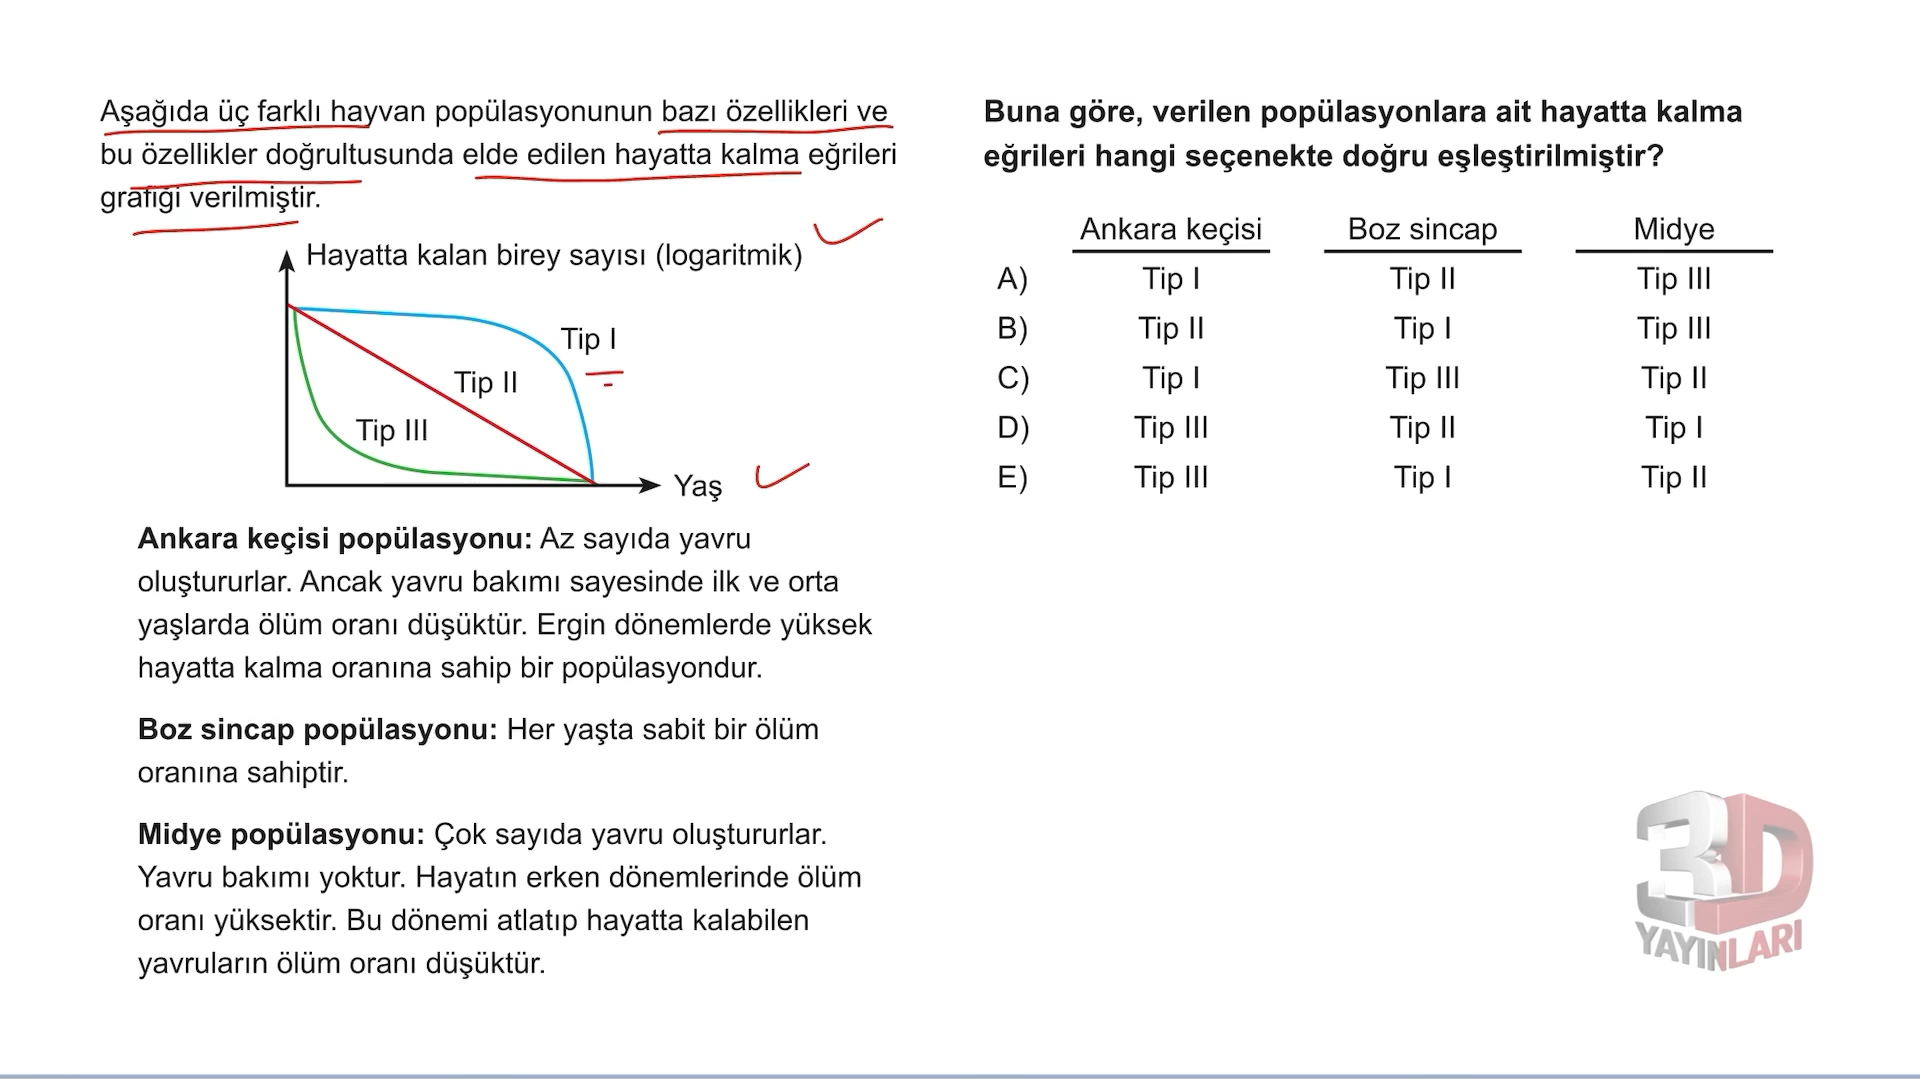 Aşağıda üç farklı hayvan popülasyonunun bazı özellikleri ve
bu özellikler doğrultusunda elde edilen hayatta kalma eğrileri
grafiği verilmiştir.
Hayatta kalan birey sayısı (logaritmik)
Tip I
Tip II
Tip III
Yaş
Ankara keçisi popülasyonu: Az sayıda yavru
oluştururlar. Ancak yavru bakımı sayesinde ilk ve orta
yaşlarda ölüm oranı düşüktür. Ergin dönemlerde yüksek
hayatta kalma oranına sahip bir popülasyondur.
Boz sincap popülasyonu: Her yaşta sabit bir ölüm
oranına sahiptir.
Midye popülasyonu: Çok sayıda yavru oluştururlar.
Yavru bakımı yoktur. Hayatın erken dönemlerinde ölüm
oranı yüksektir. Bu dönemi atlatıp hayatta kalabilen
yavruların ölüm oranı düşüktür.
Buna göre, verilen popülasyonlara ait hayatta kalma
eğrileri hangi seçenekte doğru eşleştirilmiştir?
Ankara keçisi Boz sincap Midye
A) Tip I Tip II Tip III
B) Tip II Tip I Tip III
C) Tip I Tip III Tip II
D) Tip III Tip II Tip I
E) Tip III Tip I Tip II
3D
YAYINLARI